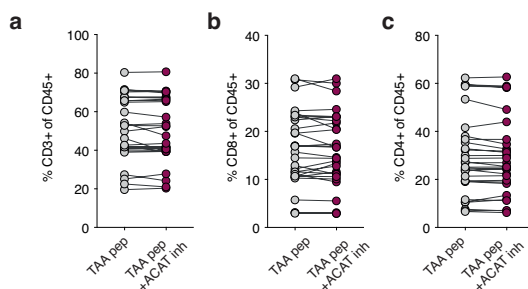 a
% CD3+ of CD45+
100
80
60
40
20
0
TAA pep
TAA pep
+ACAT inh
b
% CD8+ of CD45+
40
30
20
10
0
TAA pep
TAA pep
+ACAT inh
c
% CD4+ of CD45+
80
60
40
20
0
TAA pep
TAA pep
+ACAT inh